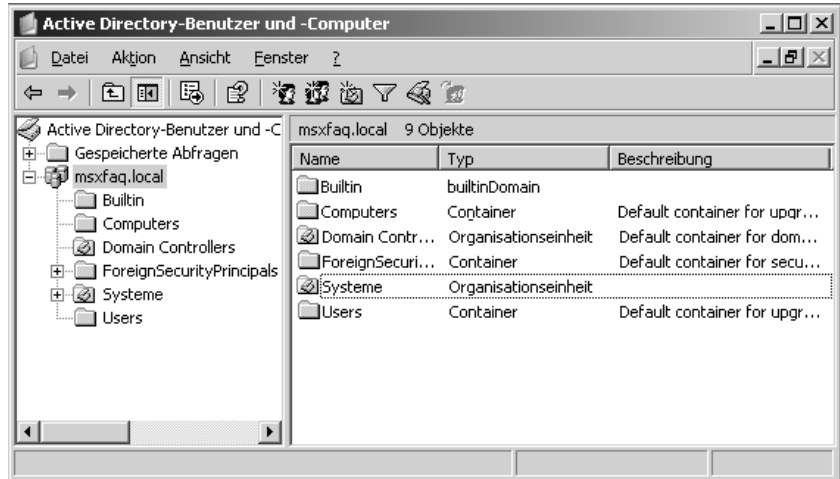 Active Directory-Benutzer und -Computer
Datei Aktion Ansicht Fenster ?
Active Directory-Benutzer und -C
Gespeicherte Abfragen
msxfaq.local
Builtin
Computers
Domain Controllers
ForeignSecurityPrincipals
Systeme
Users
msxfaq.local 9 Objekte
Name Typ Beschreibung
Builtin builtinDomain
Computers Container Default container for upgr...
Domain Contr... Organisationseinheit Default container for dom...
ForeignSecuri... Container Default container for secu...
Systeme Organisationseinheit
Users Container Default container for upgr...